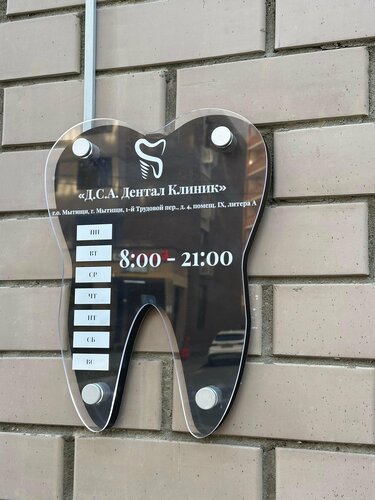 «Д.С.А. Дентал Клиник»
г.о. Мытищи, г. Мытищи, 1-й Трудовой пер., д. 4, помещ. IX, литера А
ПН
ВТ
8:00 - 21:00
СР
ЧТ
ПТ
СБ
ВС